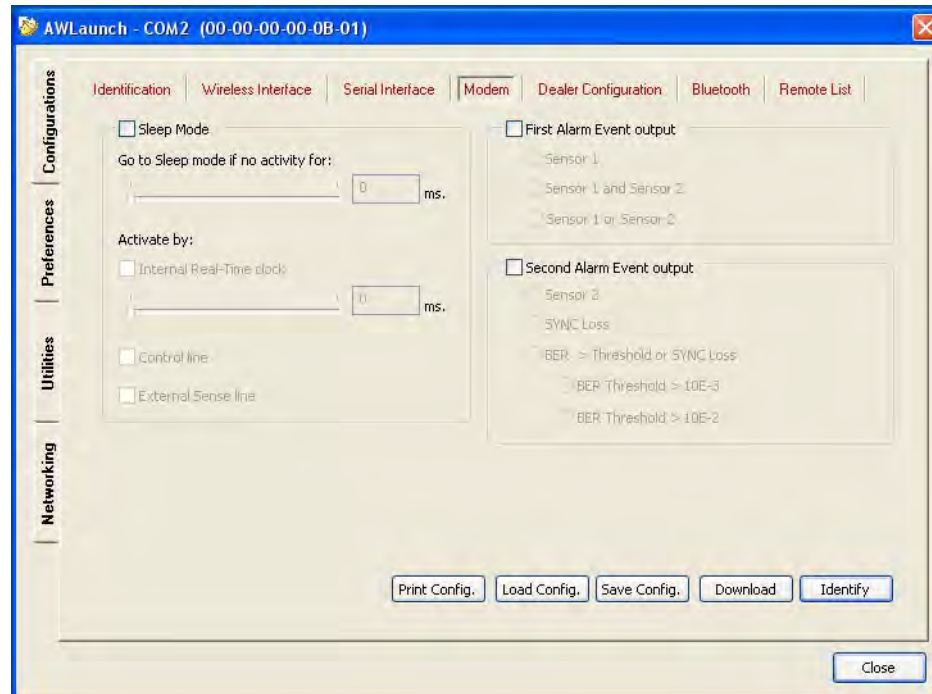 AWLaunch - COM2 (00-00-00-00-0B-01)
Configurations
Preferences
Utilities
Networking
Identification Wireless Interface Serial Interface Modem Dealer Configuration Bluetooth Remote List
Sleep Mode
Go to Sleep mode if no activity for:
0 ms.
Activate by:
Internal Real-Time clock
0 ms.
Control line
External Sense line
First Alarm Event output
Sensor 1
Sensor 1 and Sensor 2
Sensor 1 or Sensor 2
Second Alarm Event output
Sensor 2
SYNC Loss
BER > Threshold or SYNC Loss
BER Threshold > 10E-3
BER Threshold > 10E-2
Print Config. Load Config. Save Config. Download Identify
Close